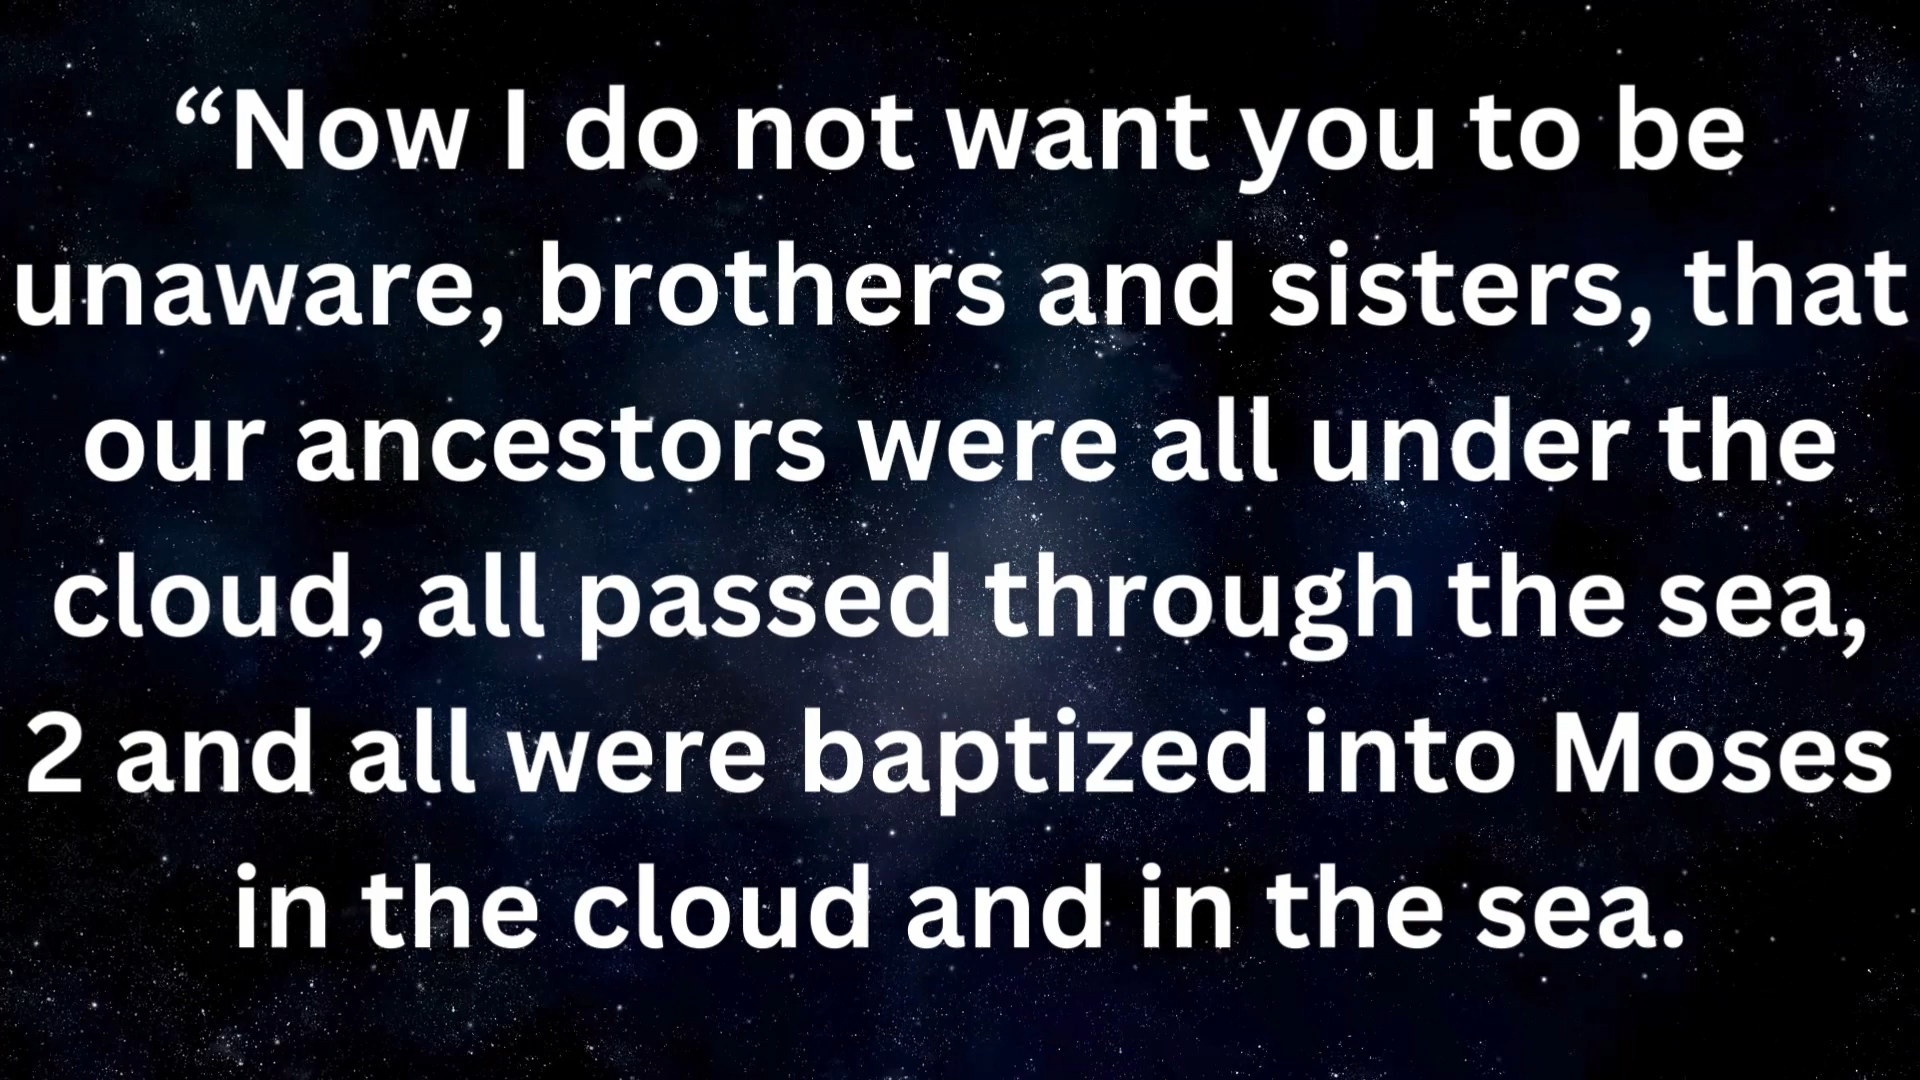 “Now I do not want you to be
unaware, brothers and sisters, that
our ancestors were all under the
cloud, all passed through the sea,
2 and all were baptized into Moses
in the cloud and in the sea.